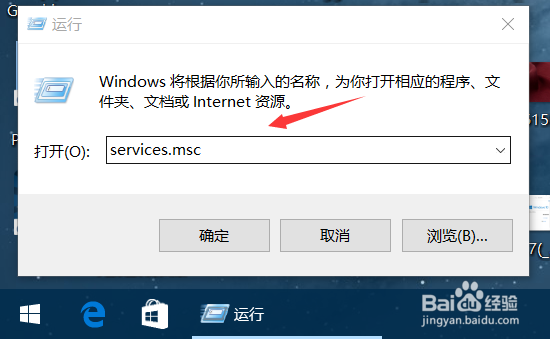 运行
Windows 将根据你所输入的名称，为你打开相应的程序、文
件夹、文档或 Internet 资源。
打开(O):
services.msc
确定
取消
浏览(B)...
515
7(_
运行
Baidu 经验
jingyan.baidu.com